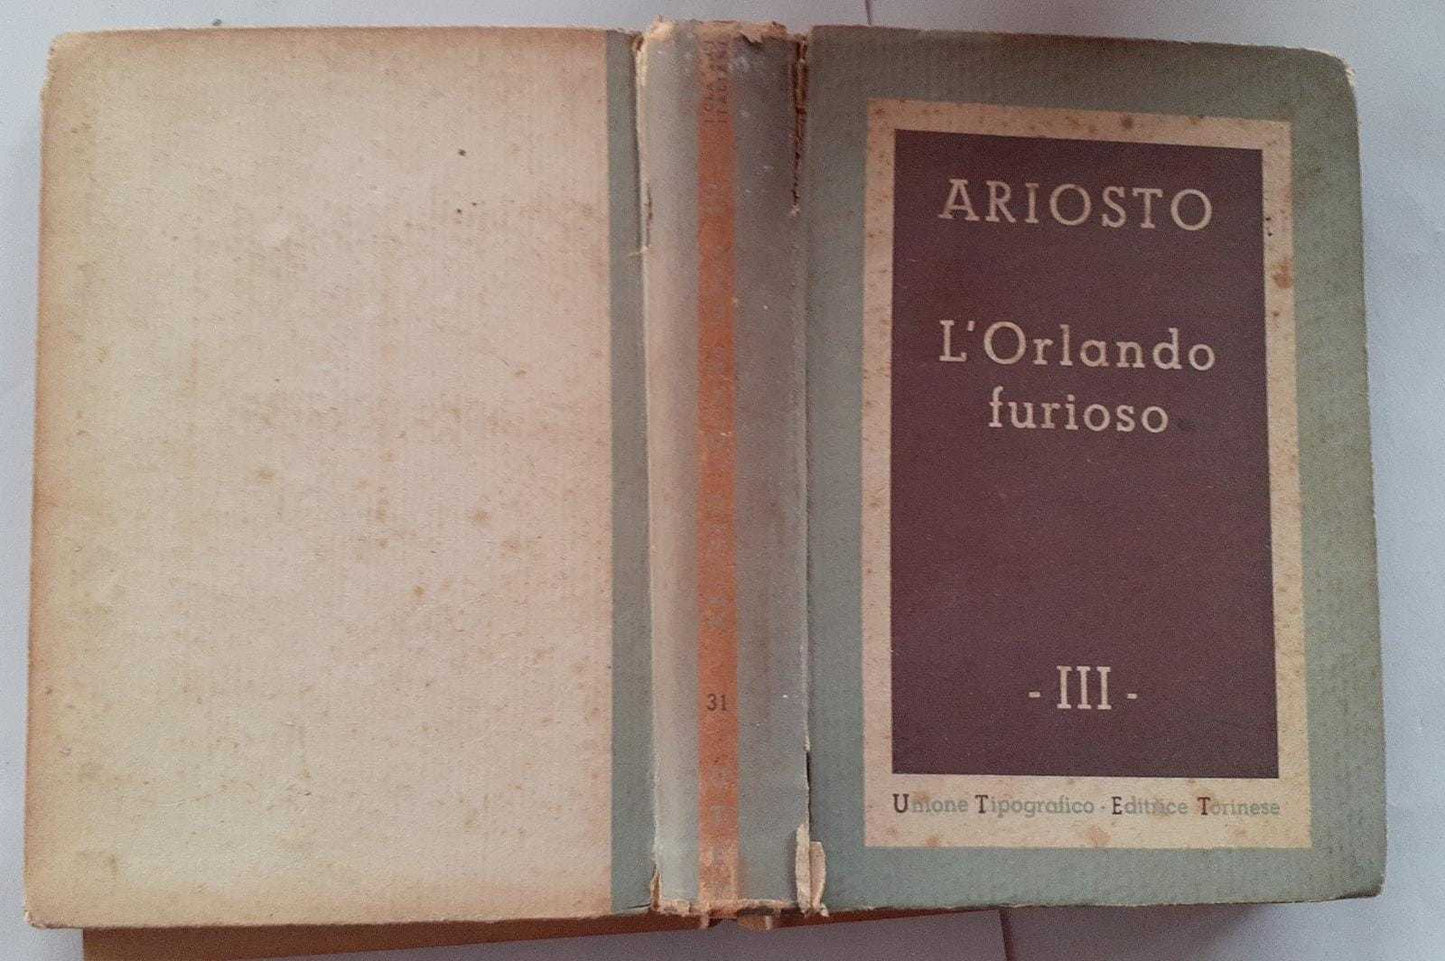 ARIOSTO
L'Orlando
furioso
- III -
Unione Tipografico - Editrice Torinese
31